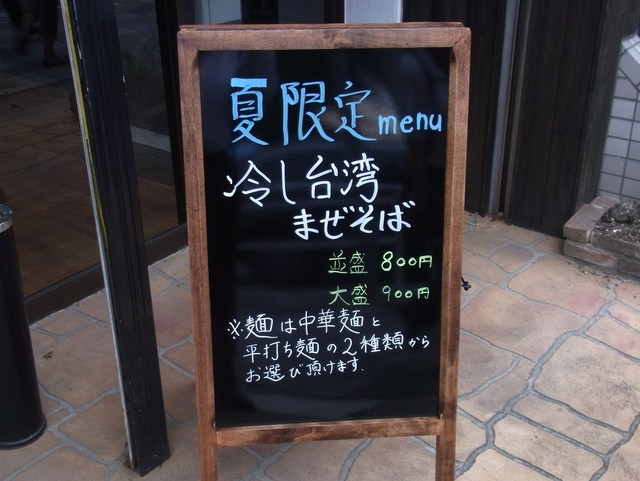 夏限定menu
冷し台湾
まぜそば
並盛 800円
大盛 900円
※麺は中華麺と
平打ち麺の2種類から
お選び頂けます.